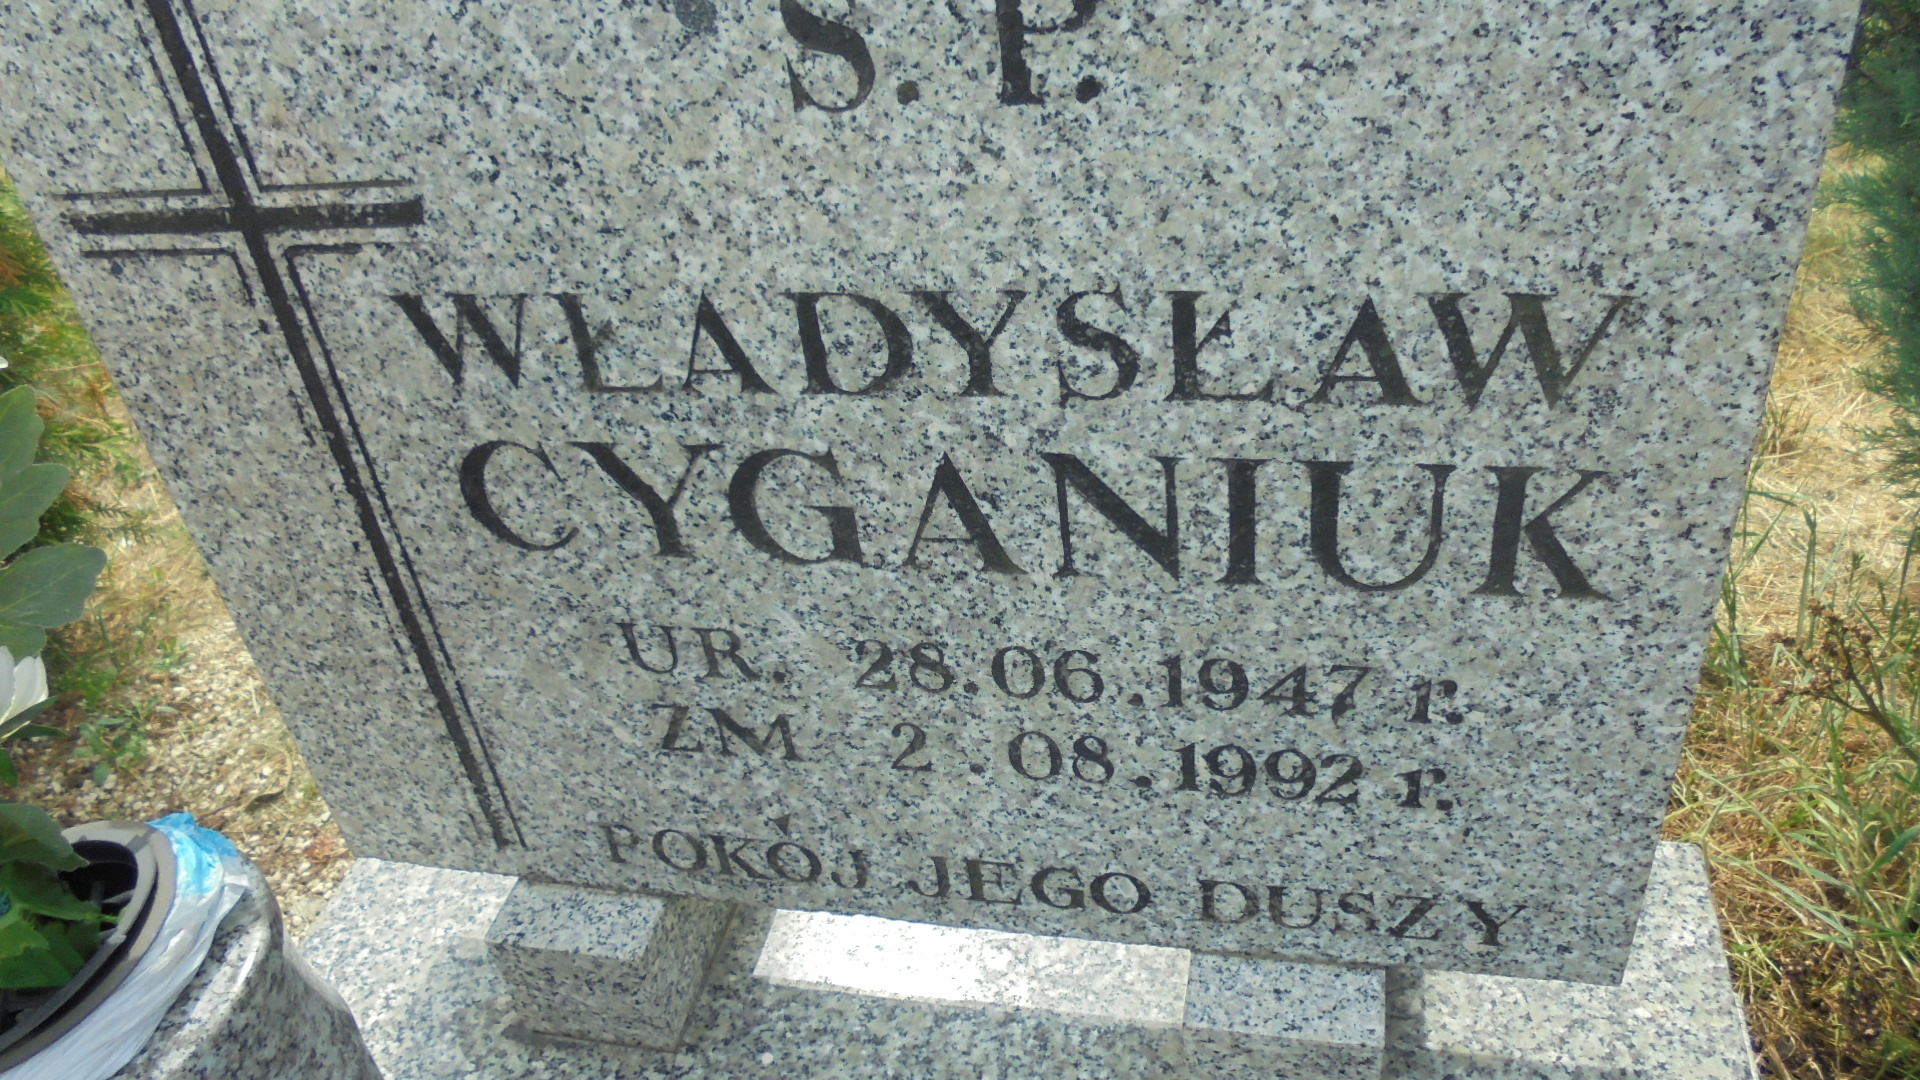 S.P.
WŁADYSŁAW
CYGANIUK
UR. 28.06.1947 r.
ZM 2.08.1992 r.
POKÓJ JEGO DUSZY